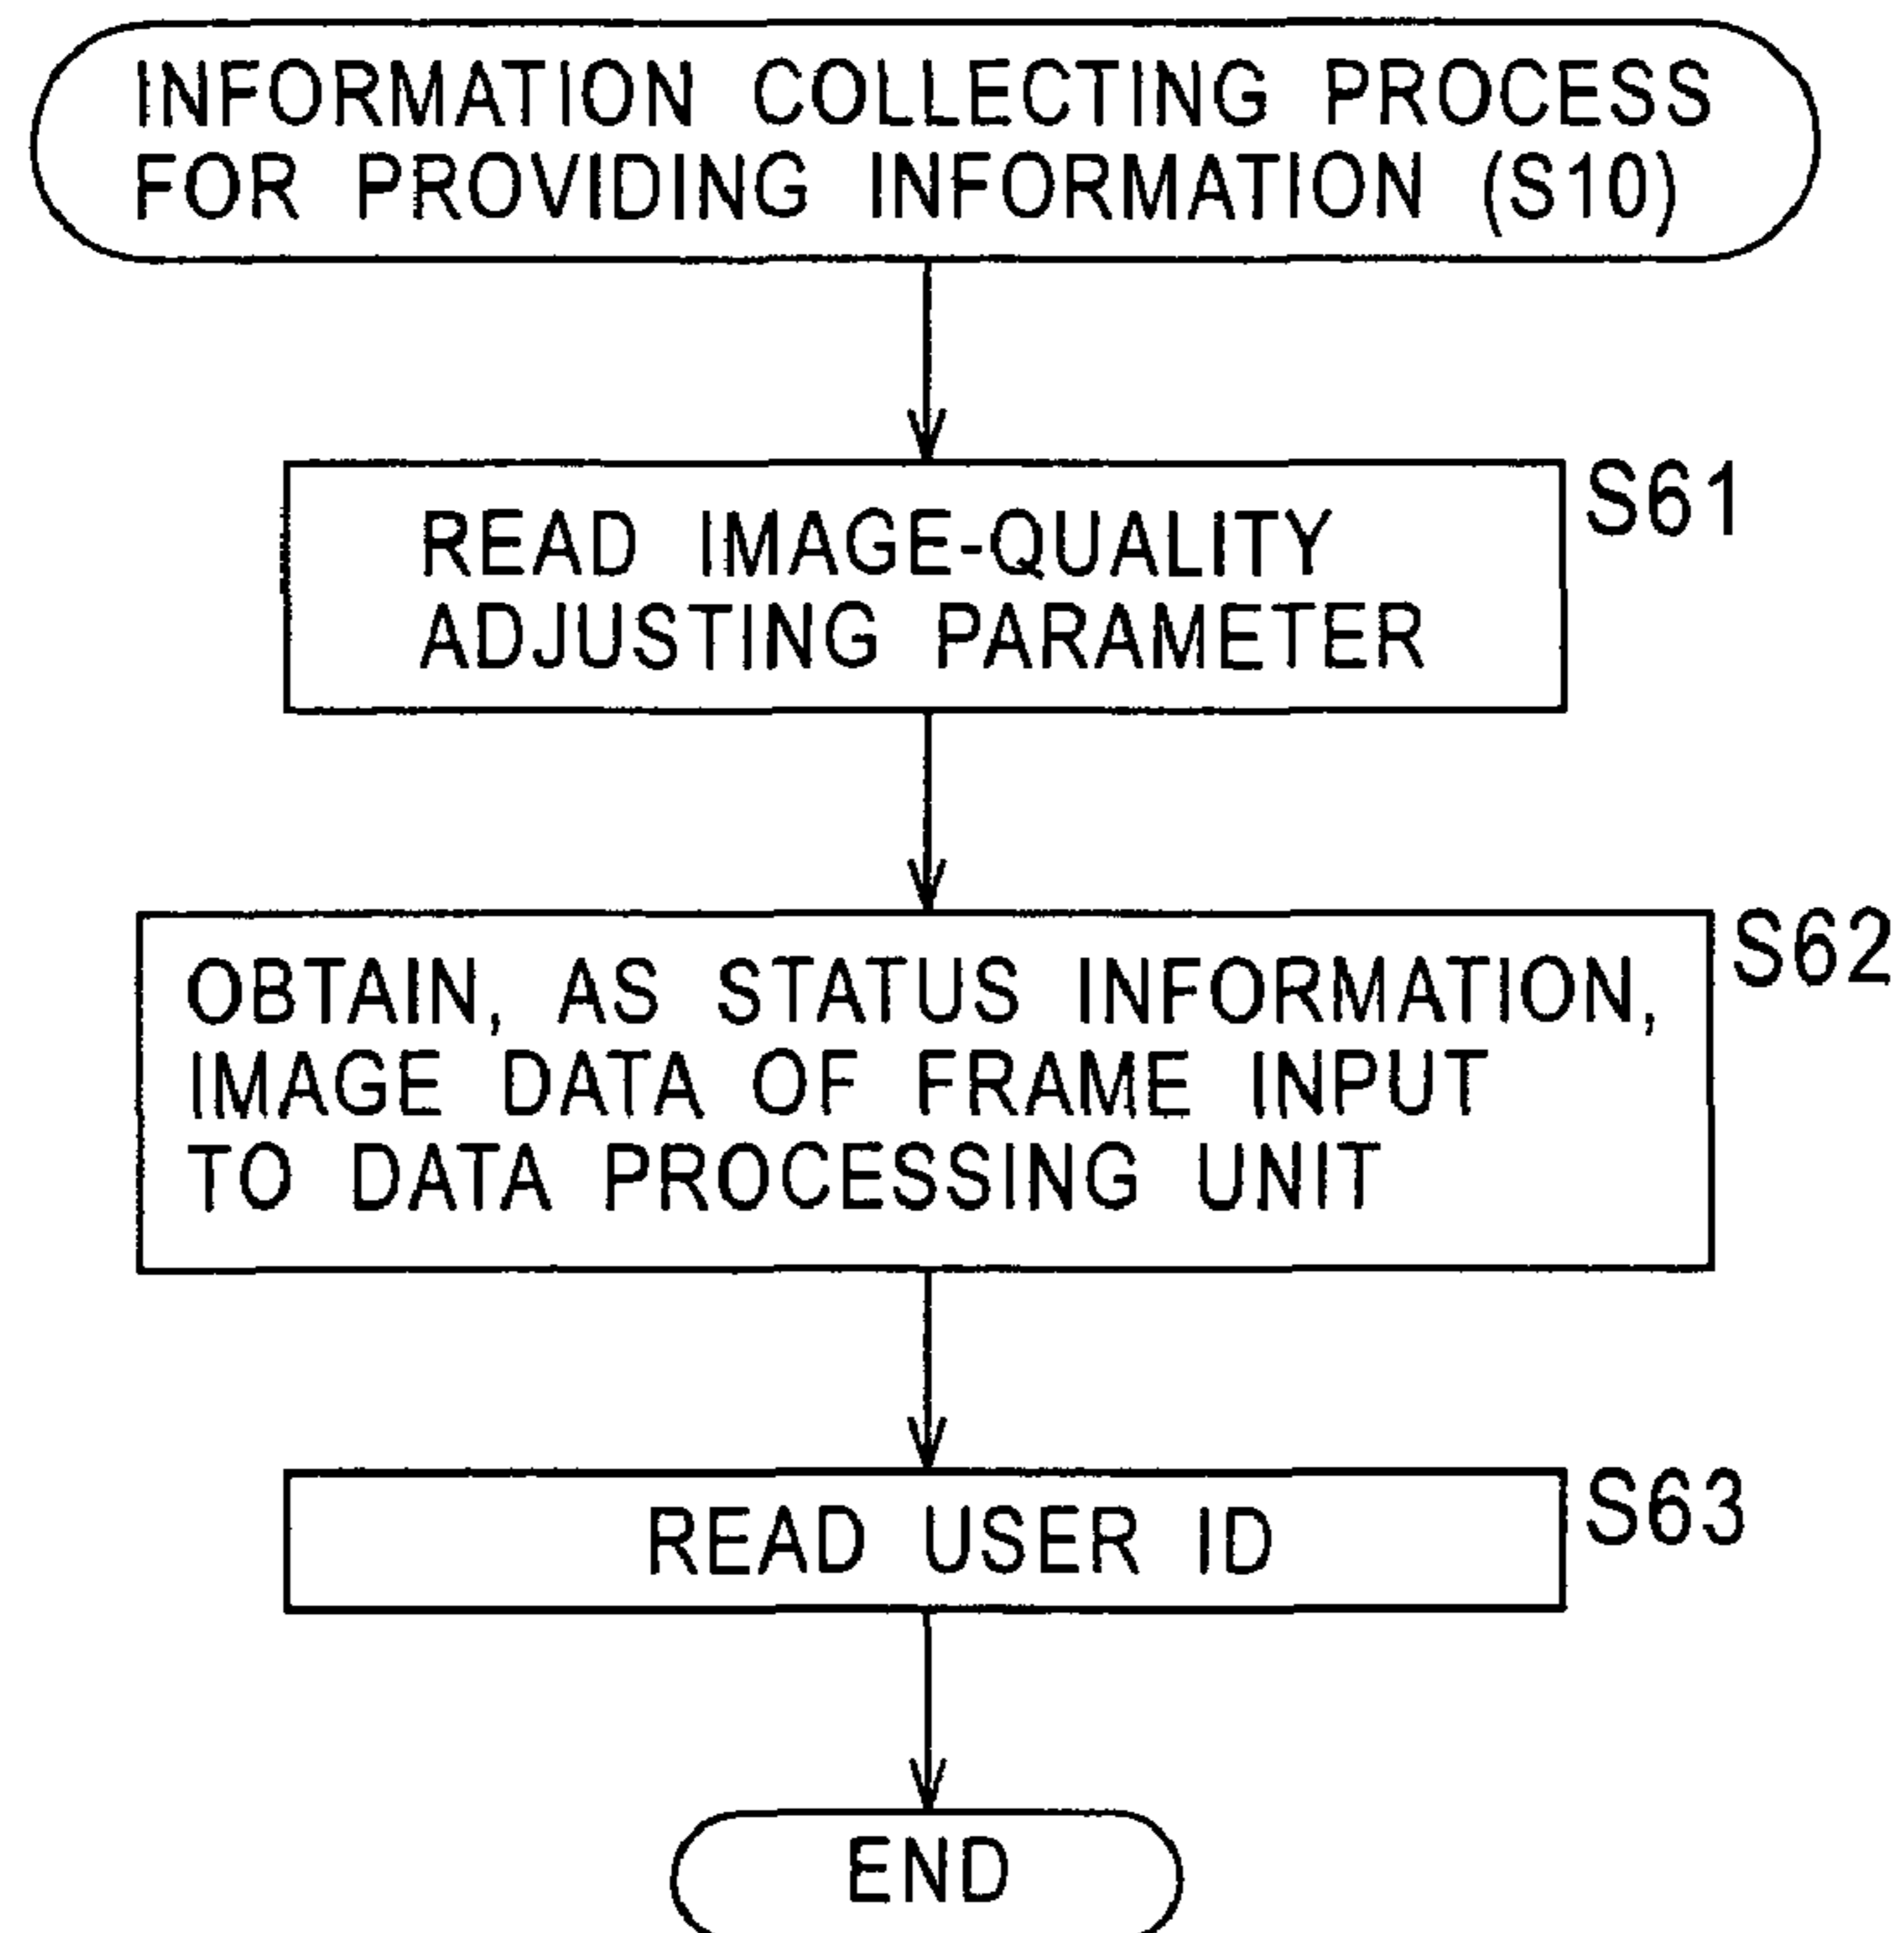 INFORMATION COLLECTING PROCESS
FOR PROVIDING INFORMATION (S10)
S61
READ IMAGE-QUALITY
ADJUSTING PARAMETER
S62
OBTAIN, AS STATUS INFORMATION,
IMAGE DATA OF FRAME INPUT
TO DATA PROCESSING UNIT
S63
READ USER ID
END